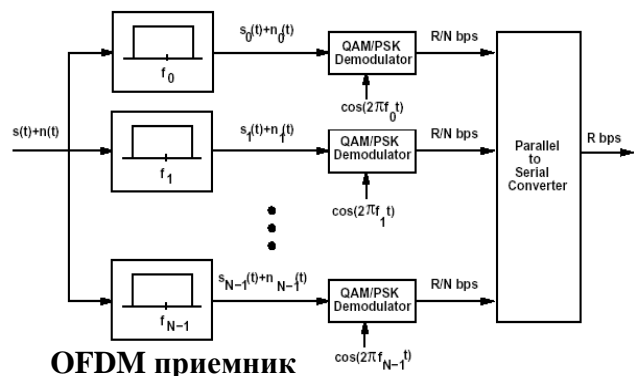 f0
s0(t)+n0(t)
QAM/PSK
Demodulator
R/N bps
cos(2πf0t)
s(t)+n(t)
f1
s1(t)+n1(t)
QAM/PSK
Demodulator
R/N bps
cos(2πf1t)
Parallel
to
Serial
Converter
R bps
fN−1
sN−1(t)+nN−1(t)
QAM/PSK
Demodulator
R/N bps
cos(2πfN−1t)
OFDM приемник